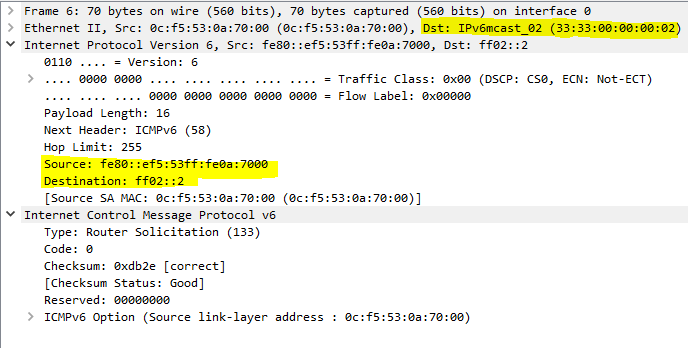 Frame 6: 70 bytes on wire (560 bits), 70 bytes captured (560 bits) on interface 0
Ethernet II, Src: 0c:f5:53:0a:70:00 (0c:f5:53:0a:70:00), Dst: IPv6mcast_02 (33:33:00:00:00:02)
Internet Protocol Version 6, Src: fe80::ef5:53ff:fe0a:7000, Dst: ff02::2
0110 .... = Version: 6
.... 0000 0000 .... .... .... .... .... = Traffic Class: 0x00 (DSCP: CS0, ECN: Not-ECT)
.... .... .... 0000 0000 0000 0000 0000 = Flow Label: 0x00000
Payload Length: 16
Next Header: ICMPv6 (58)
Hop Limit: 255
Source: fe80::ef5:53ff:fe0a:7000
Destination: ff02::2
[Source SA MAC: 0c:f5:53:0a:70:00 (0c:f5:53:0a:70:00)]
Internet Control Message Protocol v6
Type: Router Solicitation (133)
Code: 0
Checksum: 0xdb2e [correct]
[Checksum Status: Good]
Reserved: 00000000
ICMPv6 Option (Source link-layer address : 0c:f5:53:0a:70:00)